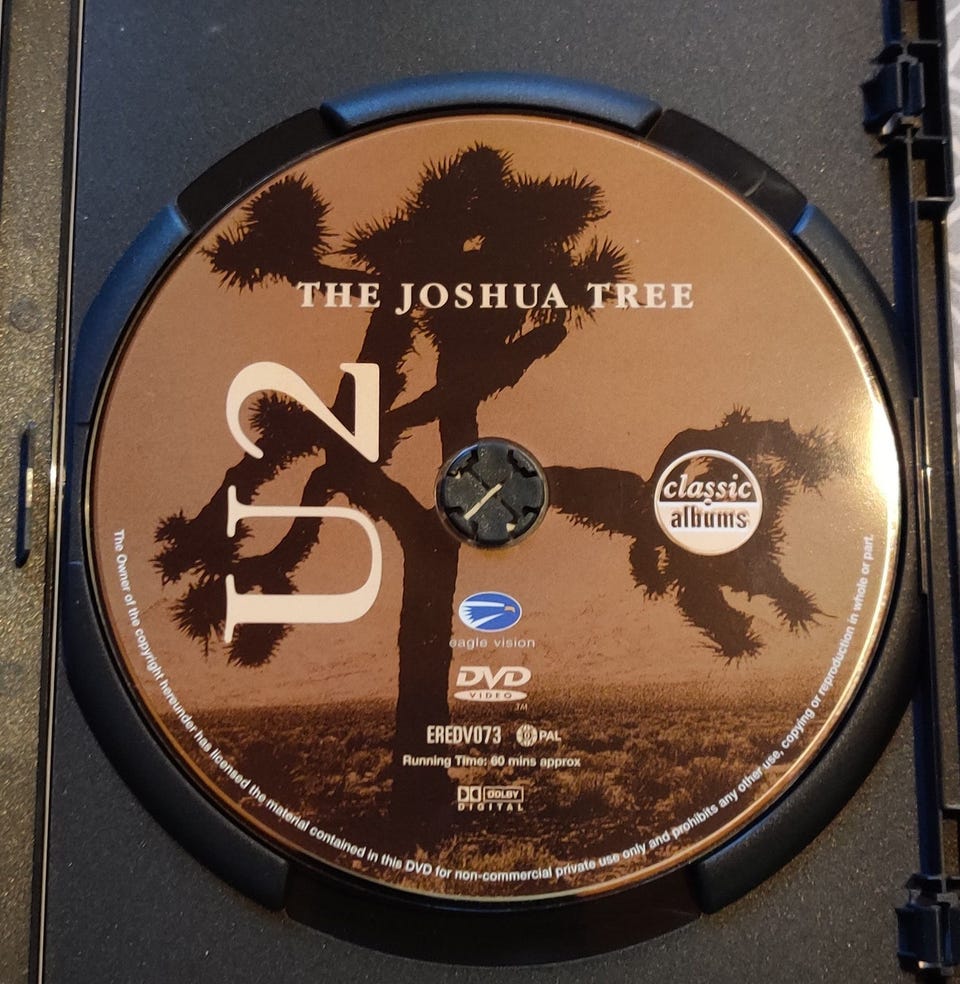 THE JOSHUA TREE
U2
classic
albums
eagle vision
DVD
VIDEO
TM
EREDV073 PAL
Running Time: 60 mins approx
DOLBY
DIGITAL
The Owner of the copyright hereunder has licensed the material contained in this DVD for non-commercial private use only and prohibits any other use, copying or reproduction in whole or part.